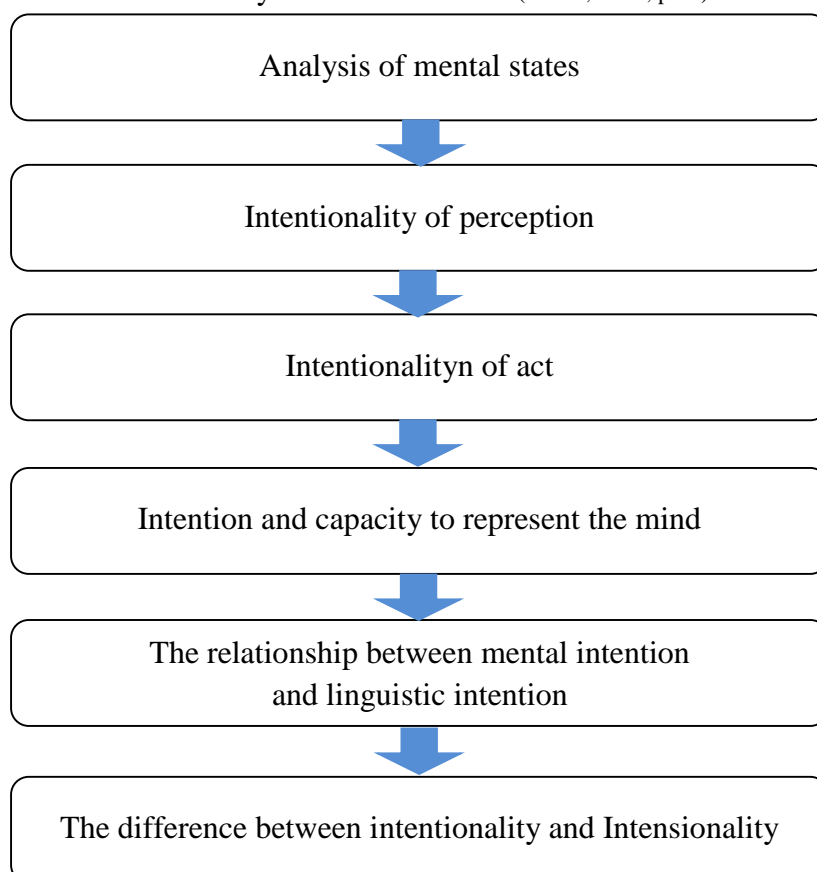 Analysis of mental states
Intentionality of perception
Intentionalityn of act
Intention and capacity to represent the mind
The relationship between mental intention
and linguistic intention
The difference between intentionality and Intensionality